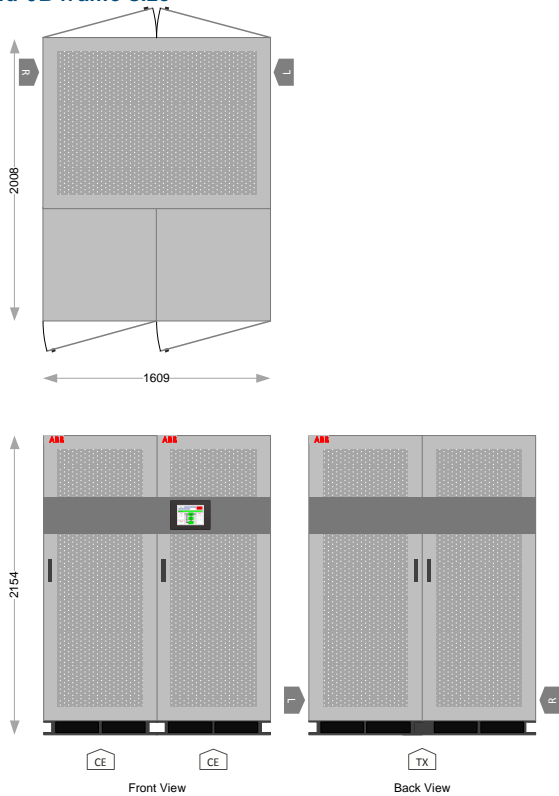 R
L
2008
1609
ABB
ABB
ABB
2154
L
R
CE
CE
TX
Front View
Back View